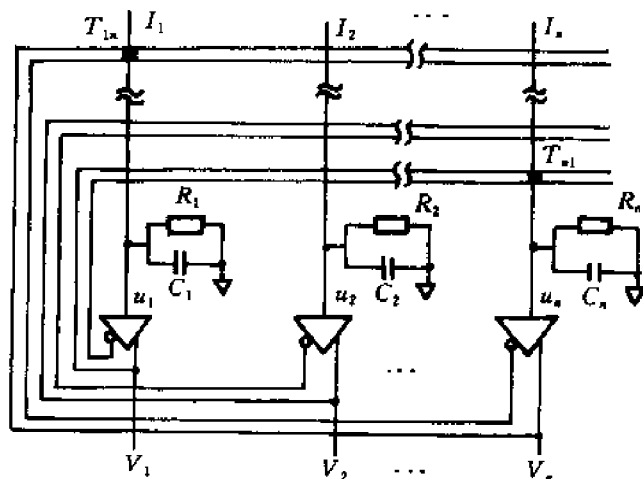 ...
T₁ₙ I₁ I₂ Iₙ
Tₙ₁
R₁ R₂ Rₙ
C₁ C₂ Cₙ
u₁ u₂ uₙ
...
V₁ V₂ ... Vₙ